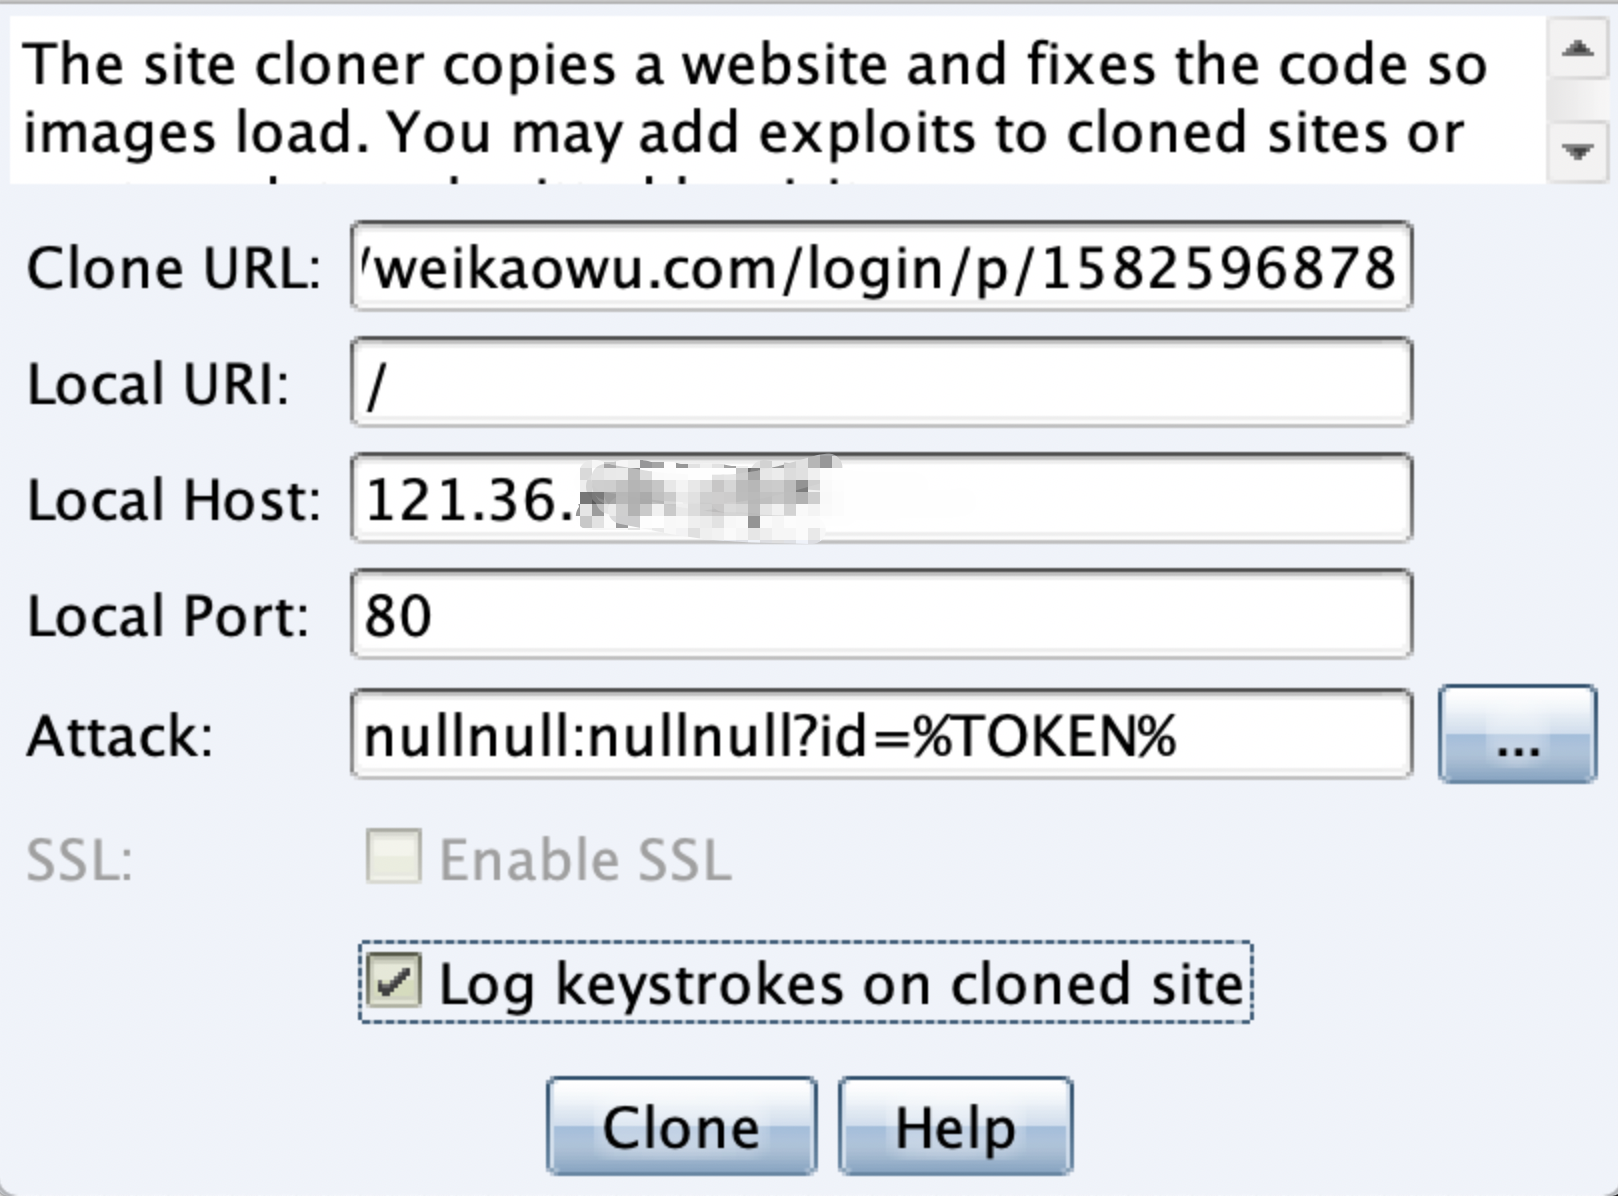 The site cloner copies a website and fixes the code so
images load. You may add exploits to cloned sites or
Clone URL: /weikaowu.com/login/p/1582596878
Local URI: /
Local Host: 121.36.
Local Port: 80
Attack: nullnull:nullnull?id=%TOKEN% ...
SSL: Enable SSL
Log keystrokes on cloned site
Clone Help